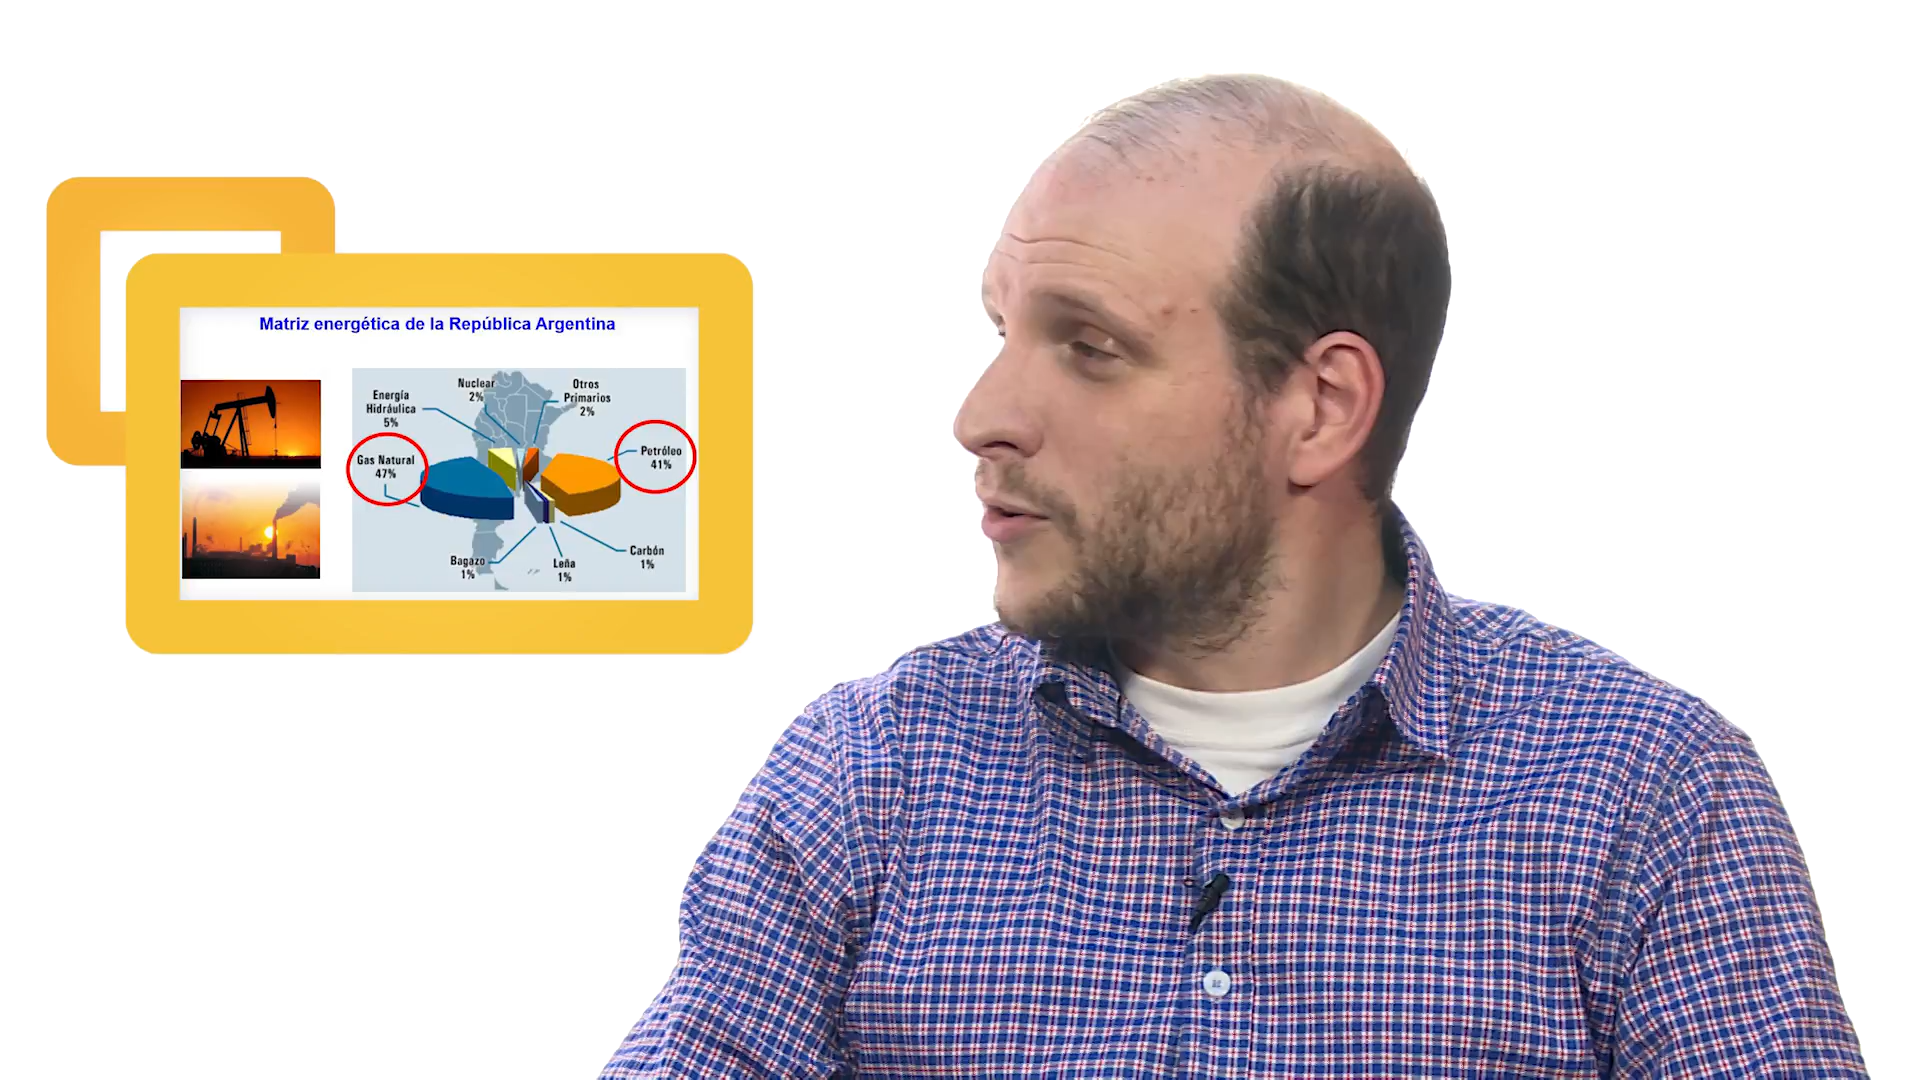 Matriz energética de la República Argentina
Nuclear
2%
Otros
Primarios
2%
Energía
Hidráulica
5%
Gas Natural
47%
Petróleo
41%
Bagazo
1%
Leña
1%
Carbón
1%